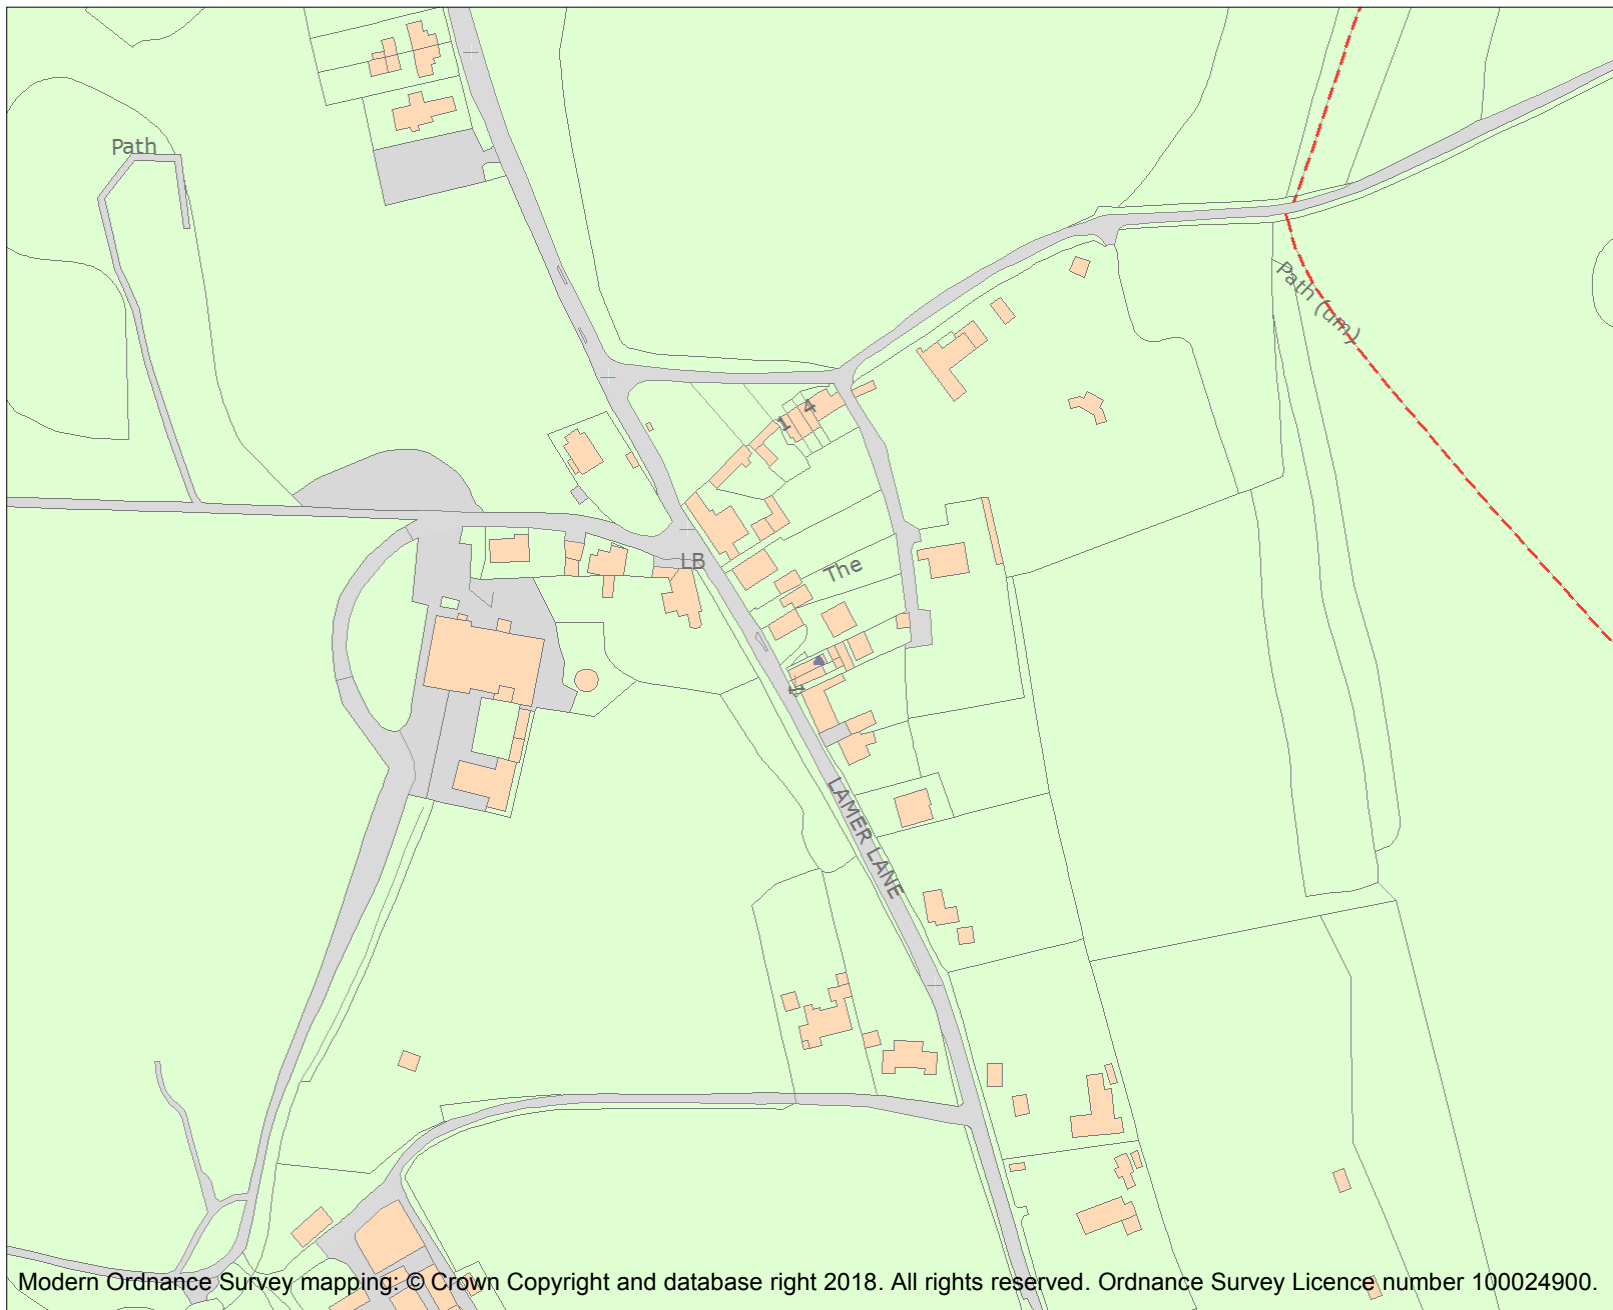 Path
Path (um)
4
1
LB
The
LAMER LANE
Modern Ordnance Survey mapping: © Crown Copyright and database right 2018. All rights reserved. Ordnance Survey Licence number 100024900.